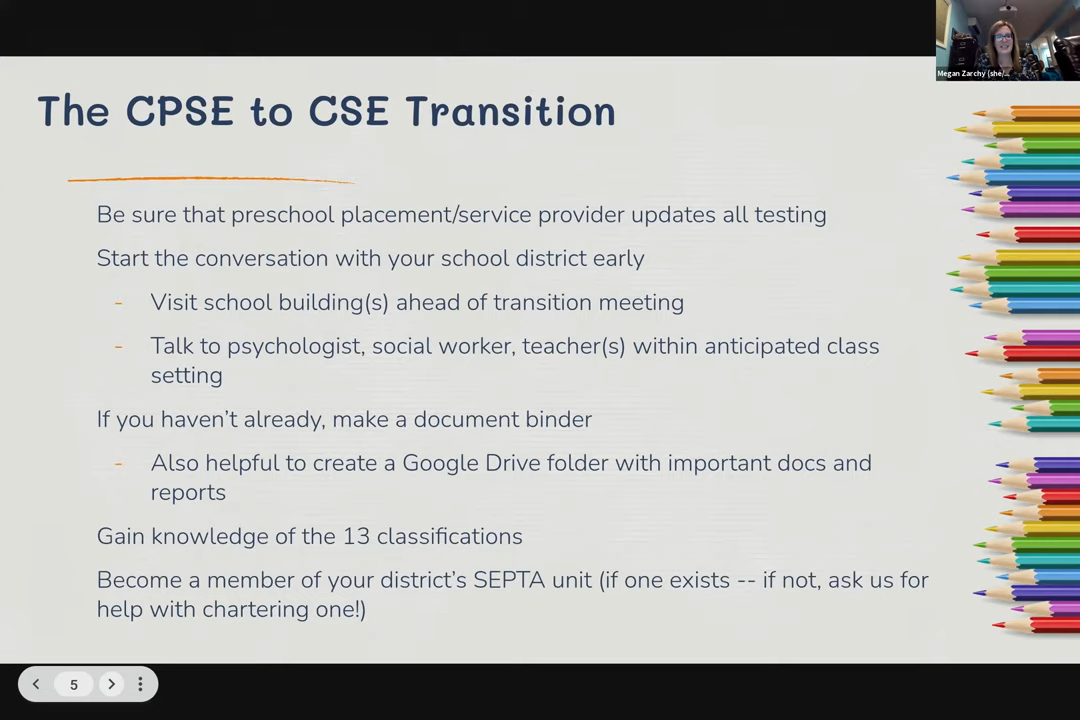 Megan Zarchy (she/...
The CPSE to CSE Transition
Be sure that preschool placement/service provider updates all testing
Start the conversation with your school district early
- Visit school building(s) ahead of transition meeting
- Talk to psychologist, social worker, teacher(s) within anticipated class
setting
If you haven’t already, make a document binder
- Also helpful to create a Google Drive folder with important docs and
reports
Gain knowledge of the 13 classifications
Become a member of your district’s SEPTA unit (if one exists -- if not, ask us for
help with chartering one!)
5